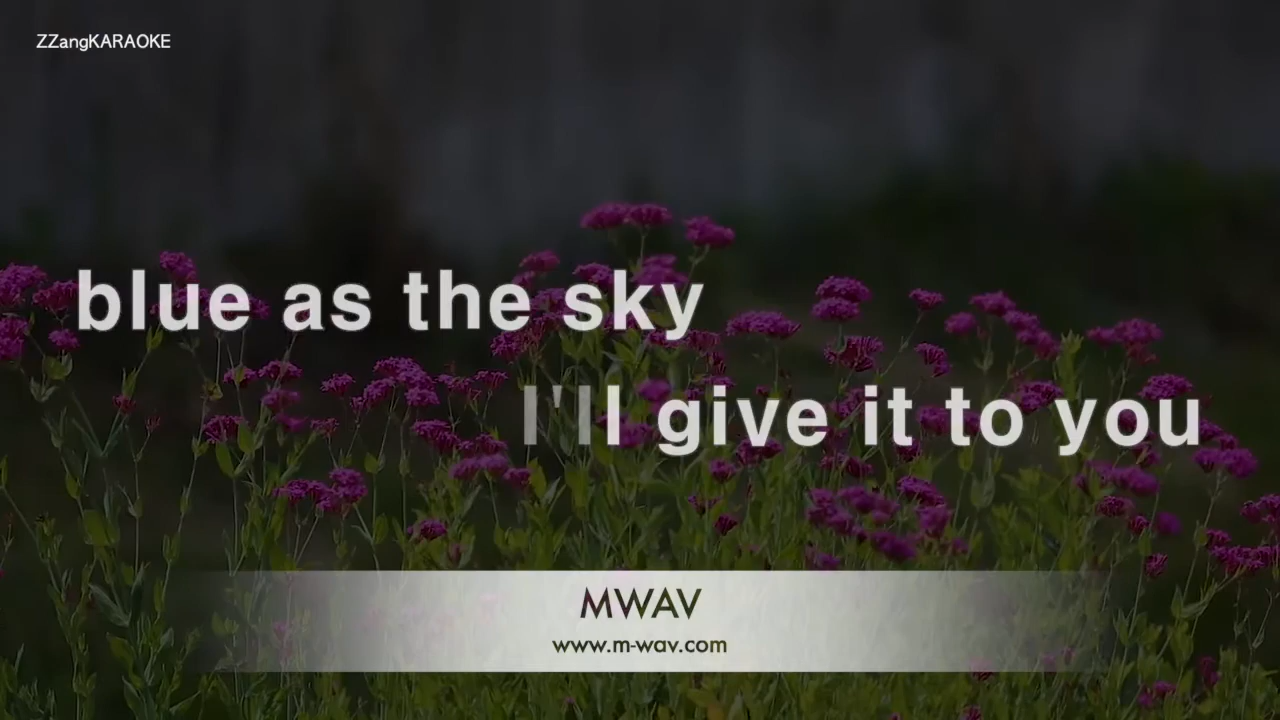 ZZangKARAOKE
blue as the sky
I'll give it to you
MWAV
www.m-wav.com